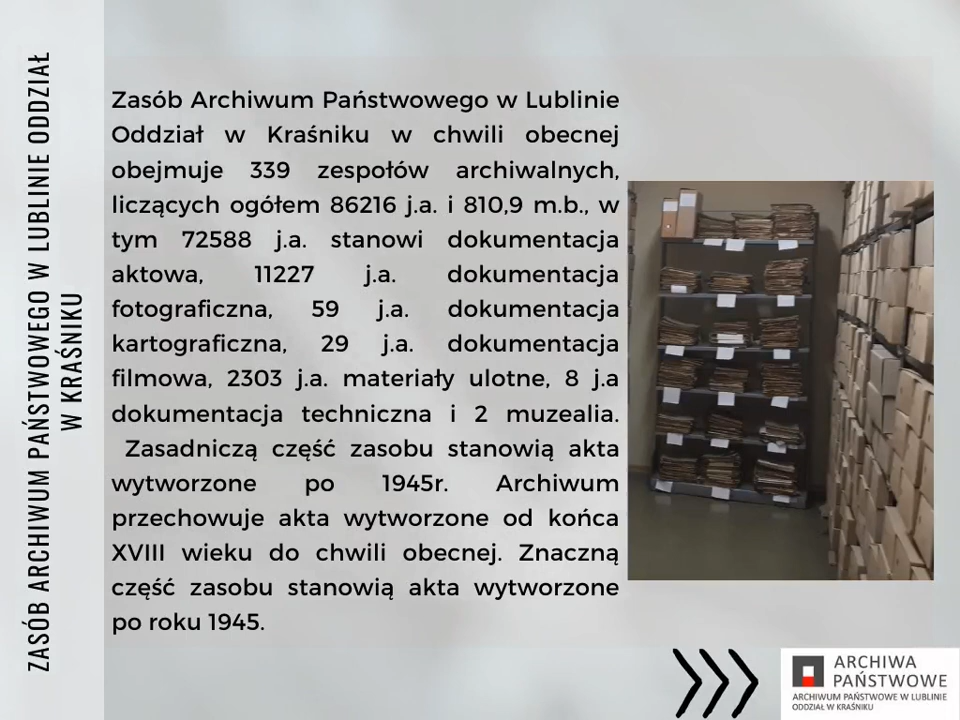 ZASÓB ARCHIWUM PAŃSTWOWEGO W LUBLINIE ODDZIAŁ
W KRAŚNIKU
Zasób Archiwum Państwowego w Lublinie
Oddział w Kraśniku w chwili obecnej
obejmuje 339 zespołów archiwalnych,
liczących ogółem 86216 j.a. i 810,9 m.b., w
tym 72588 j.a. stanowi dokumentacja
aktowa, 11227 j.a. dokumentacja
fotograficzna, 59 j.a. dokumentacja
kartograficzna, 29 j.a. dokumentacja
filmowa, 2303 j.a. materiały ulotne, 8 j.a
dokumentacja techniczna i 2 muzealia.
Zasadniczą część zasobu stanowią akta
wytworzone po 1945r. Archiwum
przechowuje akta wytworzone od końca
XVIII wieku do chwili obecnej. Znaczną
część zasobu stanowią akta wytworzone
po roku 1945.
ARCHIWA
PAŃSTWOWE
ARCHIWUM PAŃSTWOWE W LUBLINIE
ODDZIAŁ W KRAŚNIKU